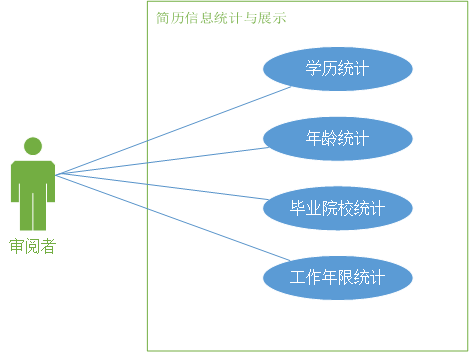 简历信息统计与展示
学历统计
年龄统计
毕业院校统计
审阅者
工作年限统计